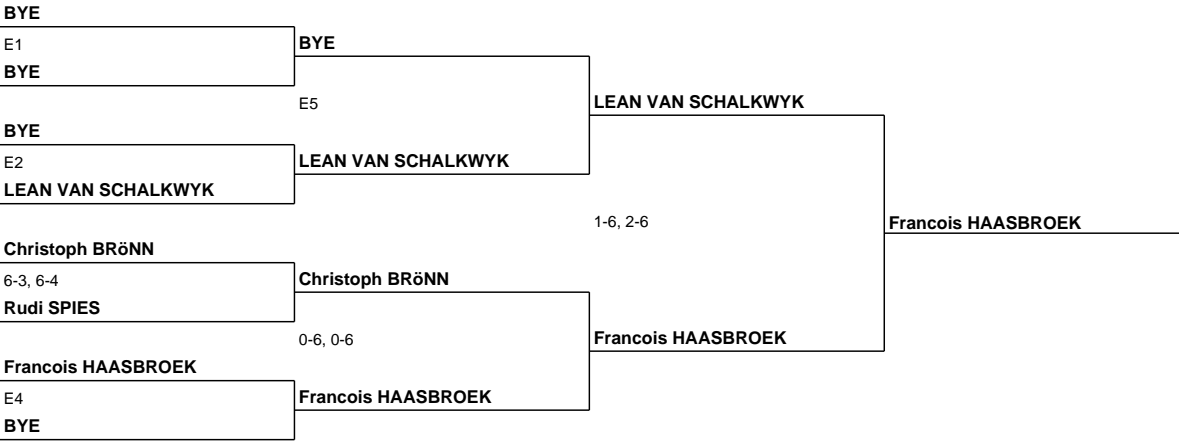 BYE
E1
BYE
BYE
E5
LEAN VAN SCHALKWYK
BYE
E2
LEAN VAN SCHALKWYK
LEAN VAN SCHALKWYK
1-6, 2-6
Francois HAASBROEK
Christoph BRöNN
6-3, 6-4
Christoph BRöNN
Rudi SPIES
0-6, 0-6
Francois HAASBROEK
Francois HAASBROEK
E4
Francois HAASBROEK
BYE